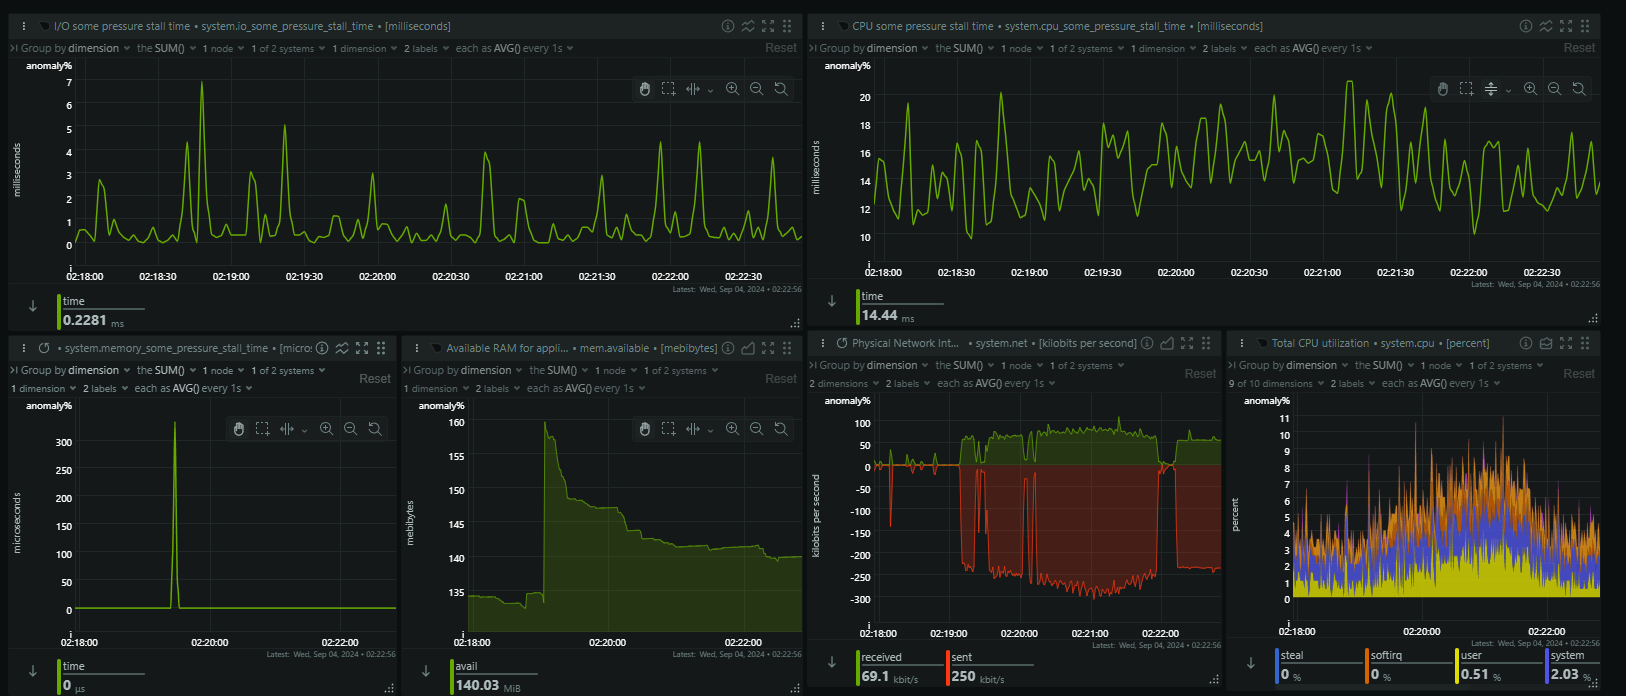 I/O some pressure stall time • system.io_some_pressure_stall_time • [milliseconds]
Group by dimension the SUM() 1 node 1 of 2 systems 1 dimension 2 labels each as AVG() every 1s Reset
anomaly%
7
6
5
4
3
2
1
0
milliseconds
i
02:18:00 02:18:30 02:19:00 02:19:30 02:20:00 02:20:30 02:21:00 02:21:30 02:22:00 02:22:30
Latest: Wed, Sep 04, 2024 • 02:22:56
time
0.2281 ms
CPU some pressure stall time • system.cpu_some_pressure_stall_time • [milliseconds]
Group by dimension the SUM() 1 node 1 of 2 systems 1 dimension 2 labels each as AVG() every 1s Reset
anomaly%
20
18
16
14
12
10
milliseconds
i
02:18:00 02:18:30 02:19:00 02:19:30 02:20:00 02:20:30 02:21:00 02:21:30 02:22:00 02:22:30
Latest: Wed, Sep 04, 2024 • 02:22:56
time
14.44 ms
• system.memory_some_pressure_stall_time • [micros
Group by dimension the SUM() 1 node 1 of 2 systems
1 dimension 2 labels each as AVG() every 1s Reset
anomaly%
300
250
200
150
100
50
0
microseconds
i
02:18:00 02:20:00 02:22:00
Latest: Wed, Sep 04, 2024 • 02:22:56
time
0 µs
Available RAM for appli... • mem.available • [mebibytes]
Group by dimension the SUM() 1 node 1 of 2 systems
1 dimension 2 labels each as AVG() every 1s Reset
anomaly%
160
155
150
145
140
135
mebibytes
i
02:18:00 02:20:00 02:22:00
Latest: Wed, Sep 04, 2024 • 02:22:56
avail
140.03 MiB
Physical Network Int... • system.net • [kilobits per second]
Group by dimension the SUM() 1 node 1 of 2 systems
2 dimensions 2 labels each as AVG() every 1s Reset
anomaly%
100
50
0
-50
-100
-150
-200
-250
-300
kilobits per second
i
02:18:00 02:19:00 02:20:00 02:21:00 02:22:00
Latest: Wed, Sep 04, 2024 • 02:22:56
received sent
69.1 kbit/s 250 kbit/s
Total CPU utilization • system.cpu • [percent]
Group by dimension the SUM() 1 node 1 of 2 systems
9 of 10 dimensions 2 labels each as AVG() every 1s Reset
anomaly%
11
10
9
8
7
6
5
4
3
2
1
0
percent
i
02:18:00 02:20:00 02:22:00
Latest: Wed, Sep 04, 2024 • 02:22:56
steal softirq user system
0 % 0 % 0.51 % 2.03 %